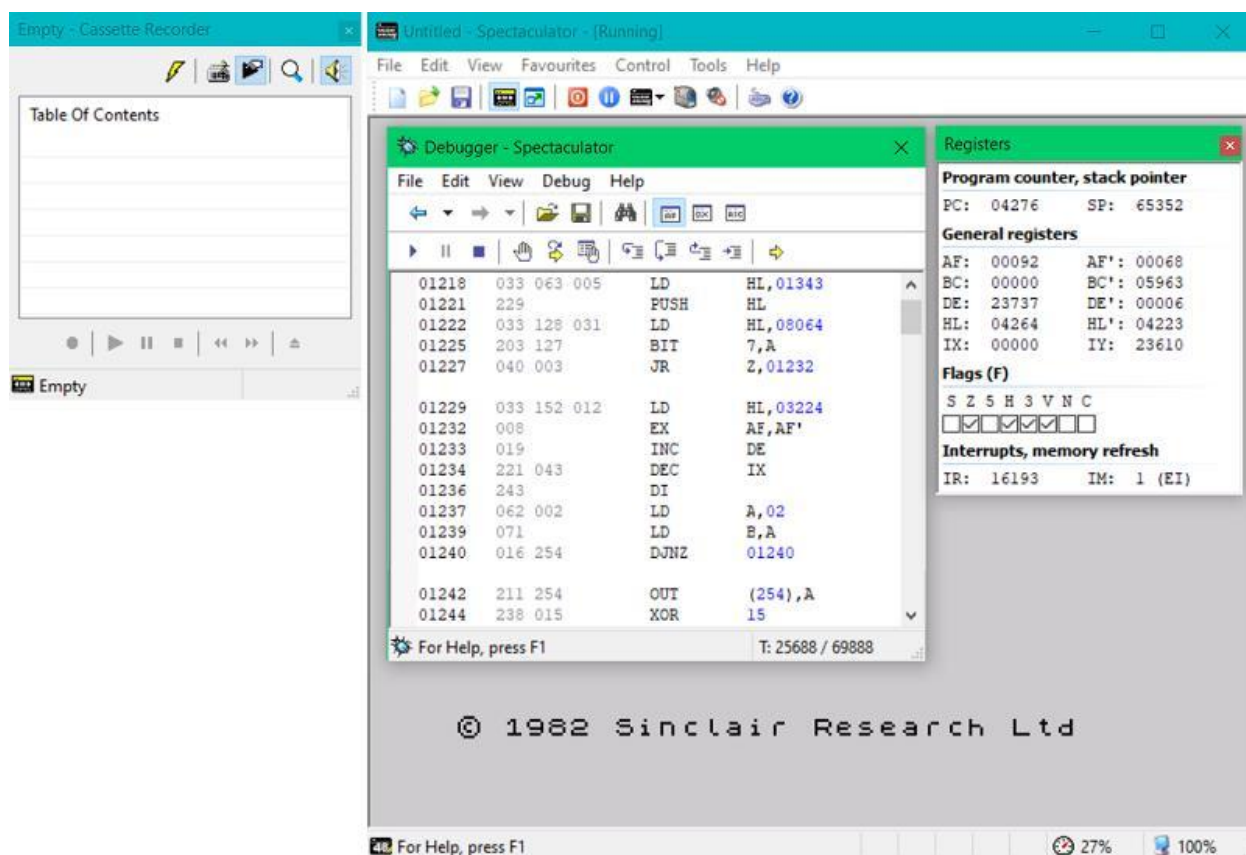 Empty - Cassette Recorder
Table Of Contents
Empty
Untitled - Spectaculator - [Running]
File Edit View Favourites Control Tools Help
Debugger - Spectaculator
File Edit View Debug Help
01218 033 063 005 LD HL,01343
01221 229 PUSH HL
01222 033 128 031 LD HL,08064
01225 203 127 BIT 7,A
01227 040 003 JR Z,01232
01229 033 152 012 LD HL,03224
01232 008 EX AF,AF'
01233 019 INC DE
01234 221 043 DEC IX
01236 243 DI
01237 062 002 LD A,02
01239 071 LD B,A
01240 016 254 DJNZ 01240
01242 211 254 OUT (254),A
01244 238 015 XOR 15
For Help, press F1 T: 25688 / 69888
Registers
Program counter, stack pointer
PC: 04276 SP: 65352
General registers
AF: 00092 AF': 00068
BC: 00000 BC': 05963
DE: 23737 DE': 00006
HL: 04264 HL': 04223
IX: 00000 IY: 23610
Flags (F)
S Z 5 H 3 V N C
Interrupts, memory refresh
IR: 16193 IM: 1 (EI)
© 1982 Sinclair Research Ltd
For Help, press F1 27% 100%